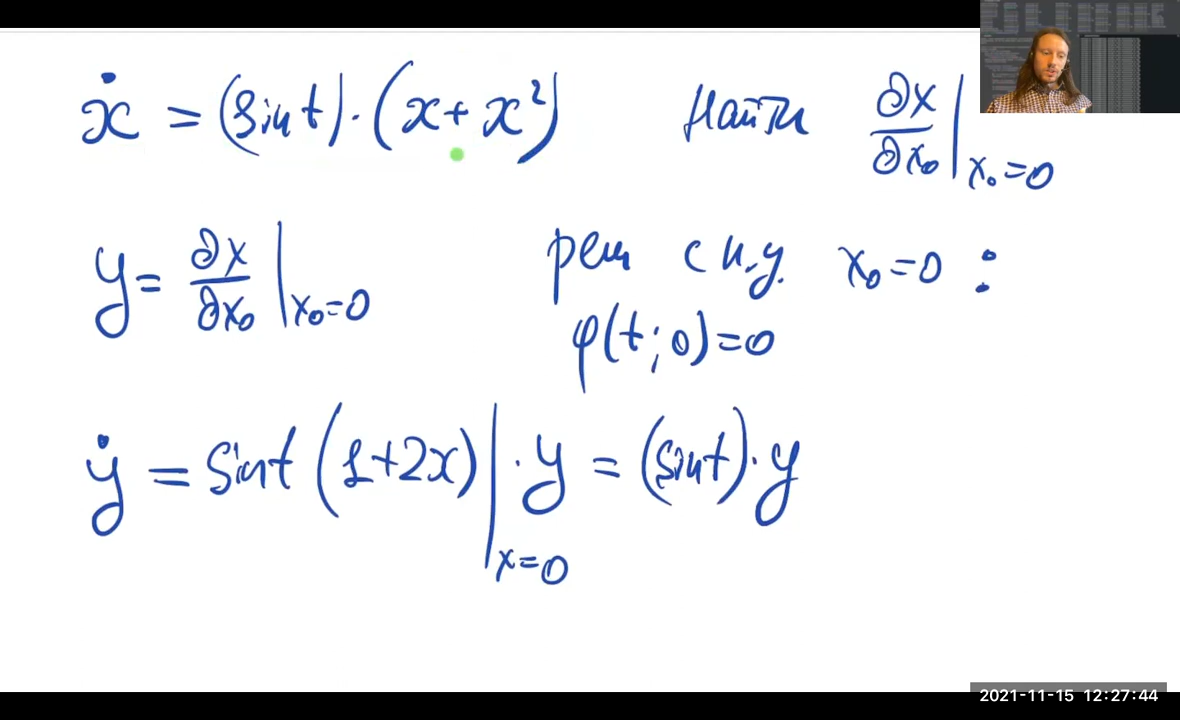 ẋ = (sin t)·(x + x²) Найти ∂x/∂x₀ |ₓ₀₌₀
y = ∂x/∂x₀ |ₓ₀₌₀ реш с н.у. x₀ = 0 :
φ(t; 0) = 0
ẏ = sin t (1 + 2x) |ₓ₌₀ · y = (sin t)· y
2021-11-15 12:27:44